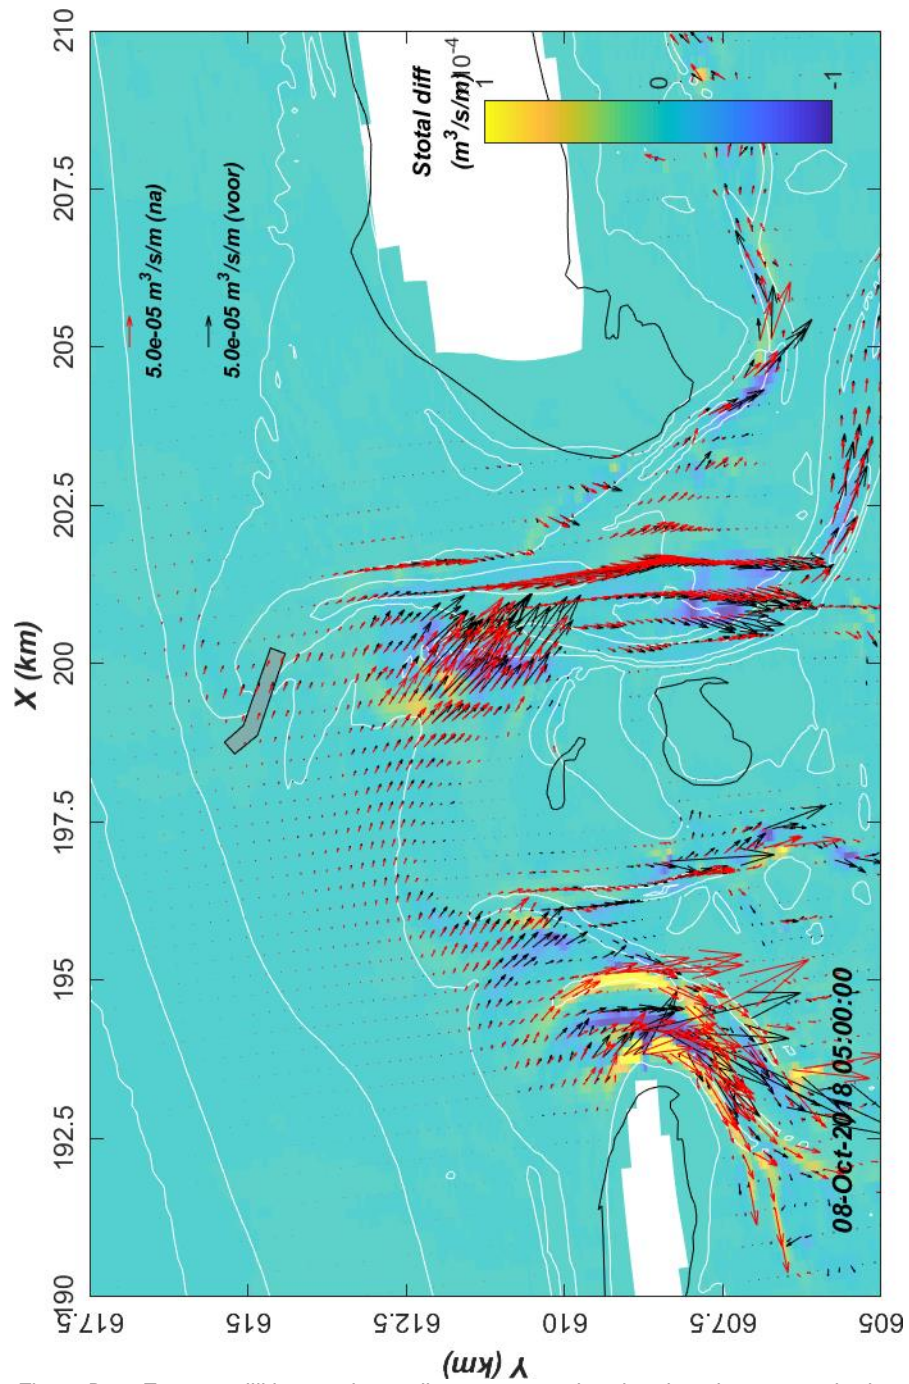 X (km)
190
192.5
195
197.5
200
202.5
205
207.5
210
Y (km)
617.5
615
612.5
610
607.5
605
5.0e-05 m³/s/m (na)
5.0e-05 m³/s/m (voor)
Stotal diff
(m³/s/m)
10⁻⁴
1
0
-1
08-Oct-2018 05:00:00